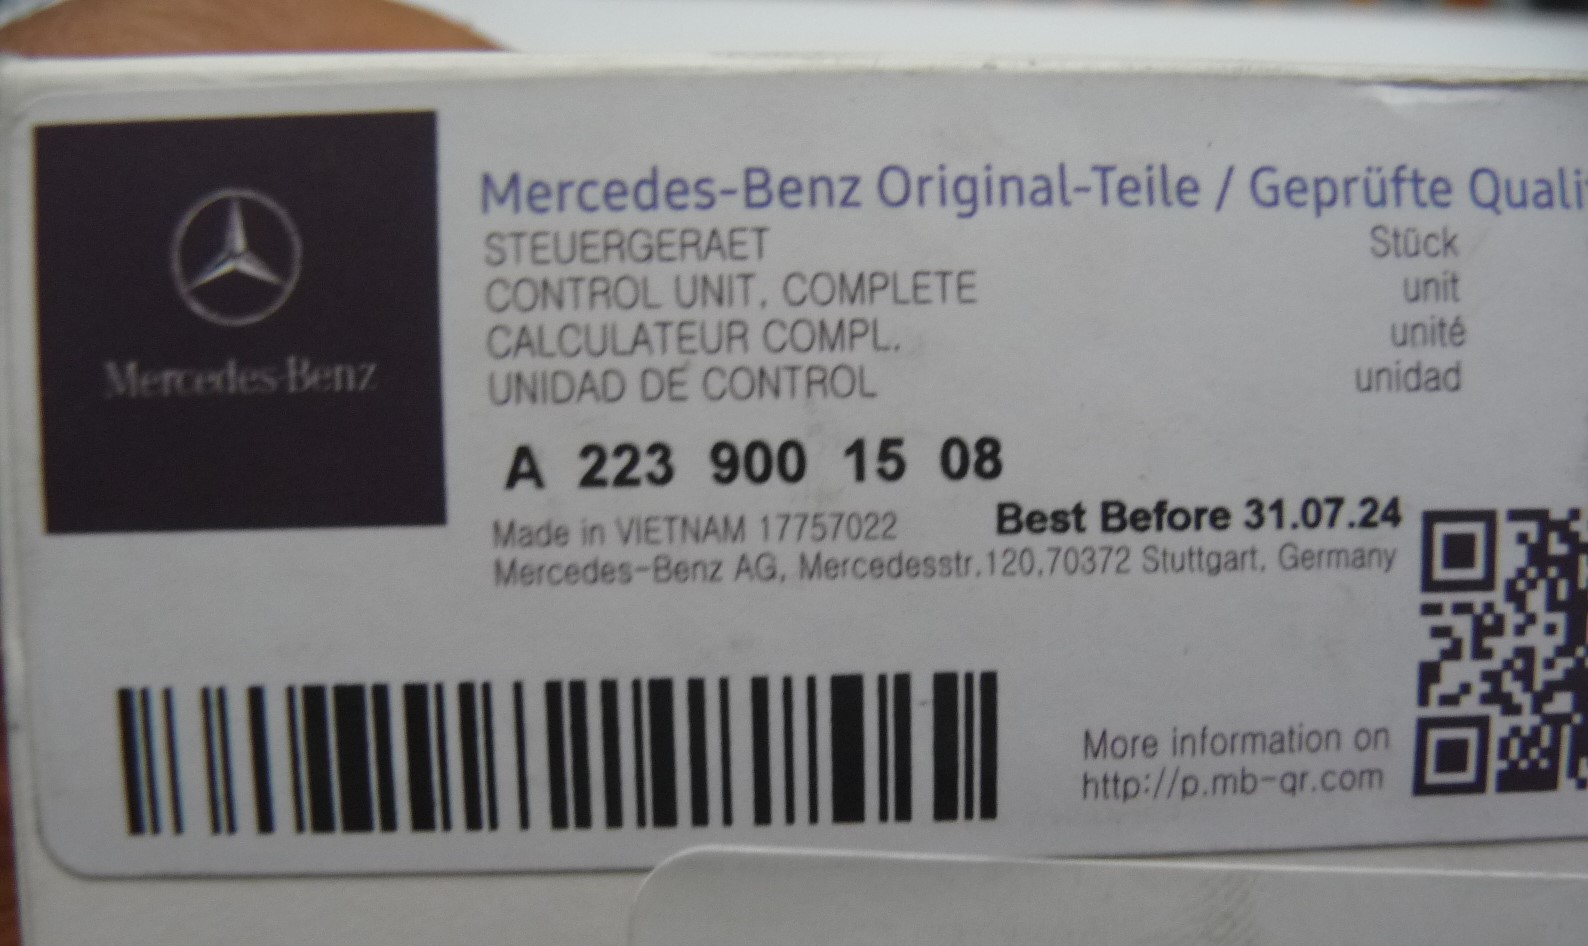 Mercedes-Benz
Mercedes-Benz Original-Teile / Geprüfte Quali
STEUERGERAET Stück
CONTROL UNIT, COMPLETE unit
CALCULATEUR COMPL. unité
UNIDAD DE CONTROL unidad
A 223 900 15 08
Made in VIETNAM 17757022 Best Before 31.07.24
Mercedes-Benz AG, Mercedesstr.120,70372 Stuttgart, Germany
More information on
http://p.mb-qr.com